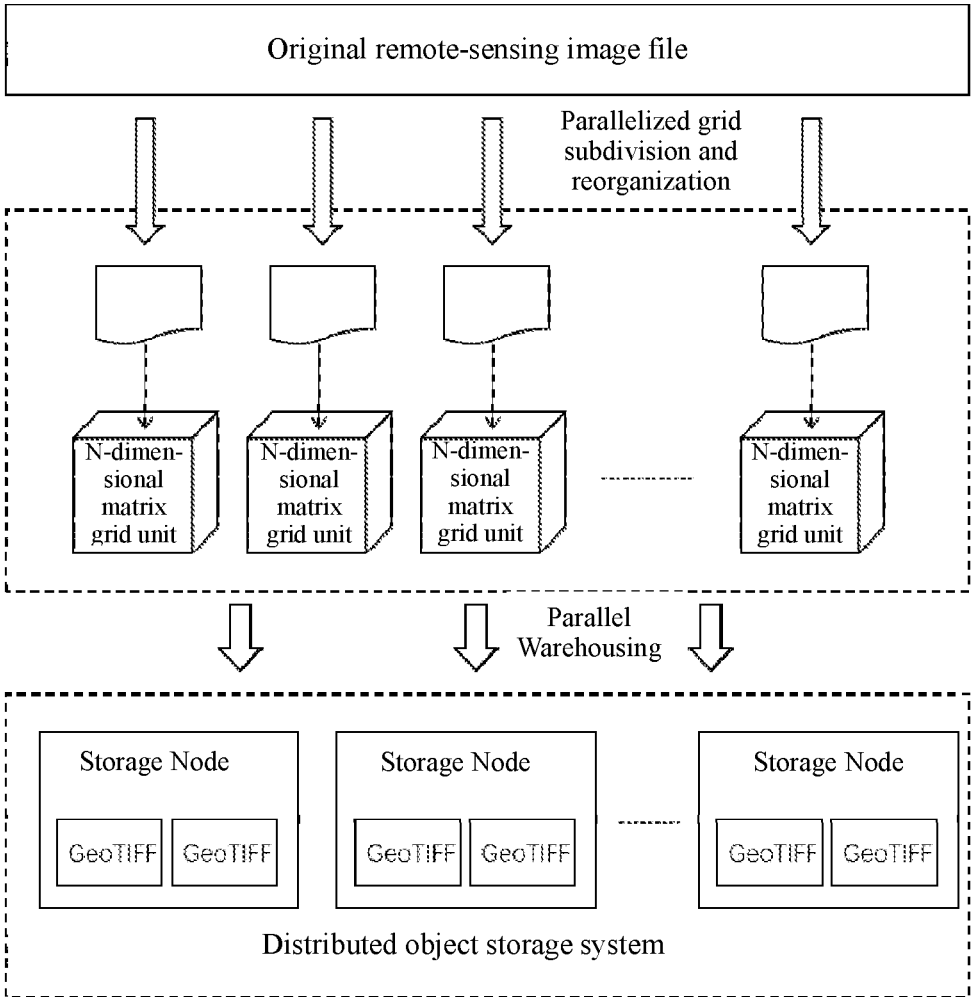 Original remote-sensing image file
Parallelized grid
subdivision and
reorganization
N-dimen-
sional
matrix
grid unit
N-dimen-
sional
matrix
grid unit
N-dimen-
sional
matrix
grid unit
N-dimen-
sional
matrix
grid unit
Parallel
Warehousing
Storage Node
GeoTIFF GeoTIFF
Storage Node
GeoTIFF GeoTIFF
Storage Node
GeoTIFF GeoTIFF
Distributed object storage system